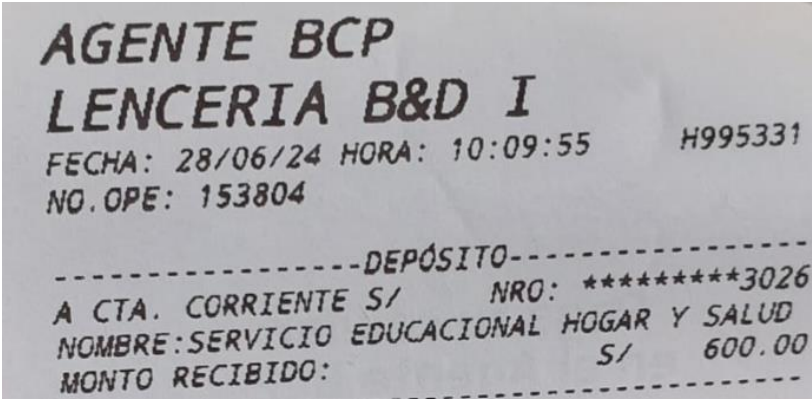 AGENTE BCP
LENCERIA B&D I
FECHA: 28/06/24 HORA: 10:09:55 H995331
NO.OPE: 153804
------------------DEPÓSITO------------------
A CTA. CORRIENTE S/ NRO: *********3026
NOMBRE:SERVICIO EDUCACIONAL HOGAR Y SALUD
MONTO RECIBIDO: S/ 600.00